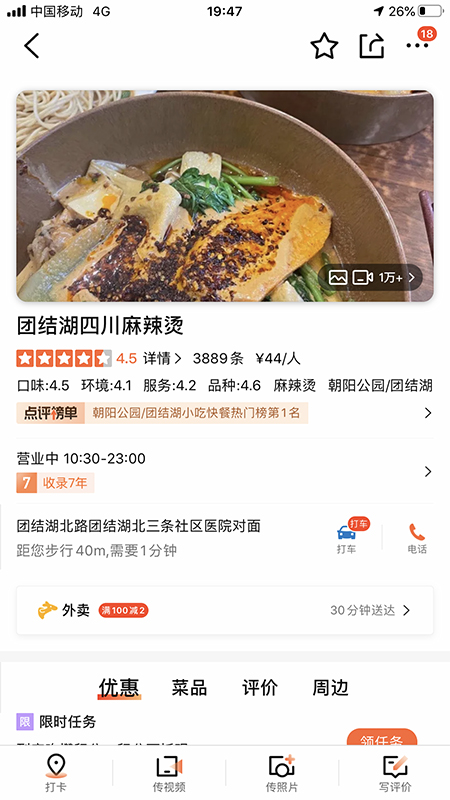 中国移动 4G 19:47 26%
18
1万+
团结湖四川麻辣烫
4.5 详情 3889条 ¥44/人
口味:4.5 环境:4.1 服务:4.2 品种:4.6 麻辣烫 朝阳公园/团结湖
点评榜单 朝阳公园/团结湖小吃快餐热门榜第1名
营业中 10:30-23:00
7 收录7年
团结湖北路团结湖北三条社区医院对面
距您步行40m,需要1分钟
打车
打车
电话
外卖 满100减2 30分钟送达
优惠 菜品 评价 周边
限 限时任务
领任务
打卡 传视频 传照片 写评价